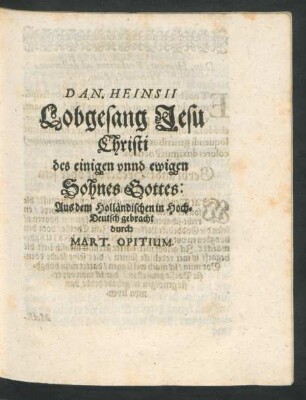 DAN. HEINSII
Lobgesang Jesu
Christi
des einigen vnnd ewigen
Sohnes Gottes:
Aus dem Holländischen in Hoch-
Deutsch gebracht
durch
MART. OPITIUM.